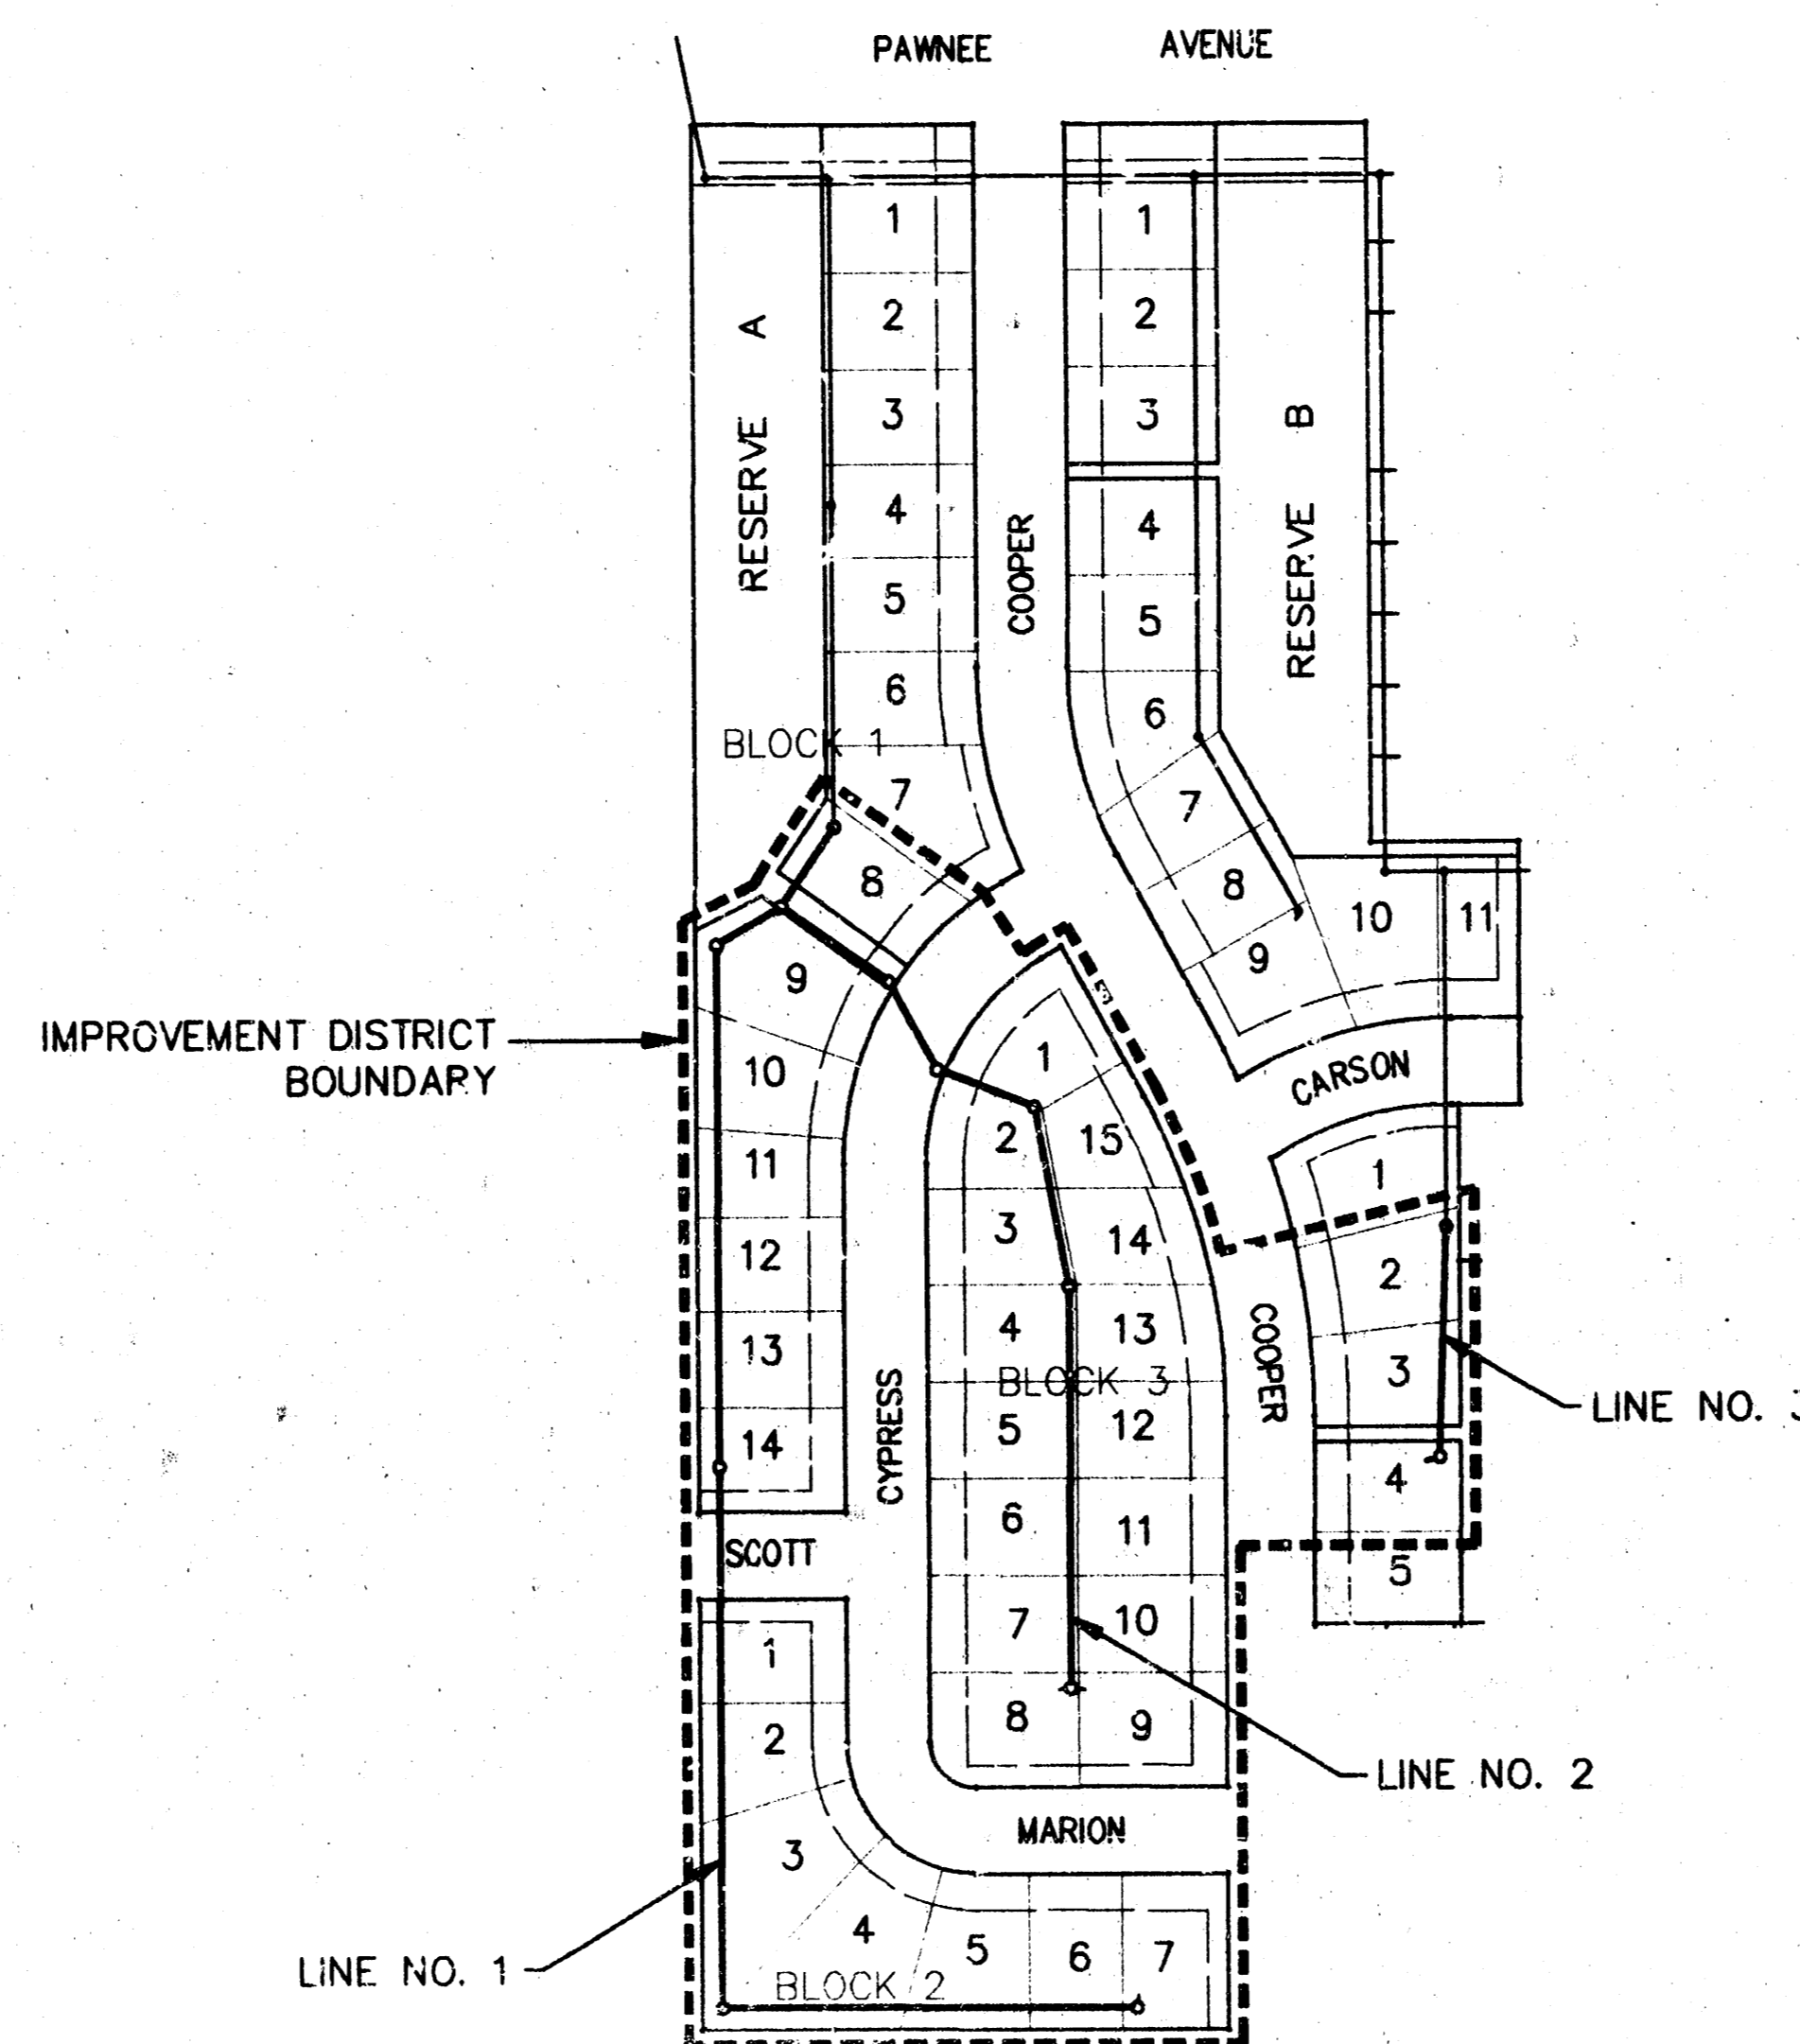 PAWNEE AVENUE
1
1
2
2
A
3
3
B
RESERVE
4
4
COOPER
RESERVE
5
5
6
6
BLOCK 1
7
7
8
8
9
10
11
9
IMPROVEMENT DISTRICT
BOUNDARY
10
1
CARSON
2
15
11
1
3
14
12
2
4
13
13
COOPER
3
BLOCK 3
CYPRESS
LINE NO.
5
12
14
4
6
11
SCOTT
5
7
10
1
8
9
2
LINE NO. 2
MARION
3
4
5
6
7
LINE NO. 1
BLOCK 2